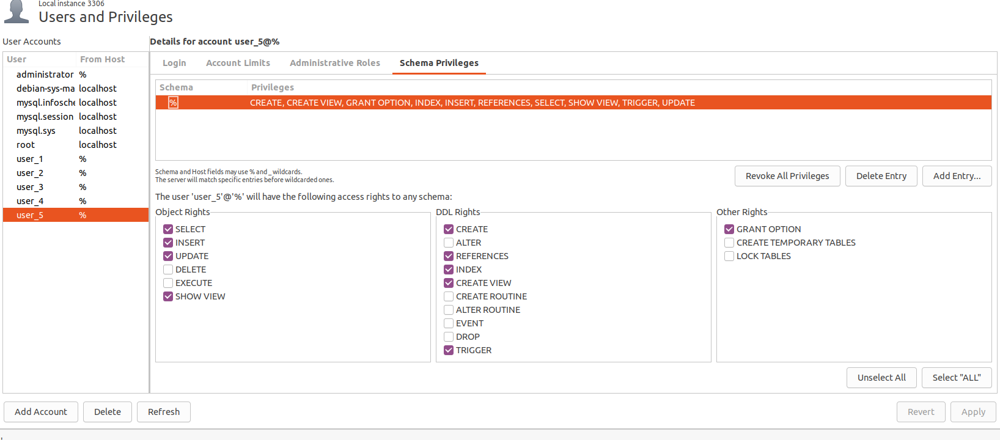 Local instance 3306
Users and Privileges
User Accounts
User From Host
administrator %
debian-sys-ma localhost
mysql.infosche localhost
mysql.session localhost
mysql.sys localhost
root localhost
user_1 %
user_2 %
user_3 %
user_4 %
user_5 %
Details for account user_5@%
Login Account Limits Administrative Roles Schema Privileges
Schema Privileges
% CREATE, CREATE VIEW, GRANT OPTION, INDEX, INSERT, REFERENCES, SELECT, SHOW VIEW, TRIGGER, UPDATE
Schema and Host fields may use % and _ wildcards.
The server will match specific entries before wildcarded ones.
Revoke All Privileges Delete Entry Add Entry...
The user 'user_5'@'%' will have the following access rights to any schema:
Object Rights
SELECT
INSERT
UPDATE
DELETE
EXECUTE
SHOW VIEW
DDL Rights
CREATE
ALTER
REFERENCES
INDEX
CREATE VIEW
CREATE ROUTINE
ALTER ROUTINE
EVENT
DROP
TRIGGER
Other Rights
GRANT OPTION
CREATE TEMPORARY TABLES
LOCK TABLES
Unselect All Select "ALL"
Add Account Delete Refresh Revert Apply